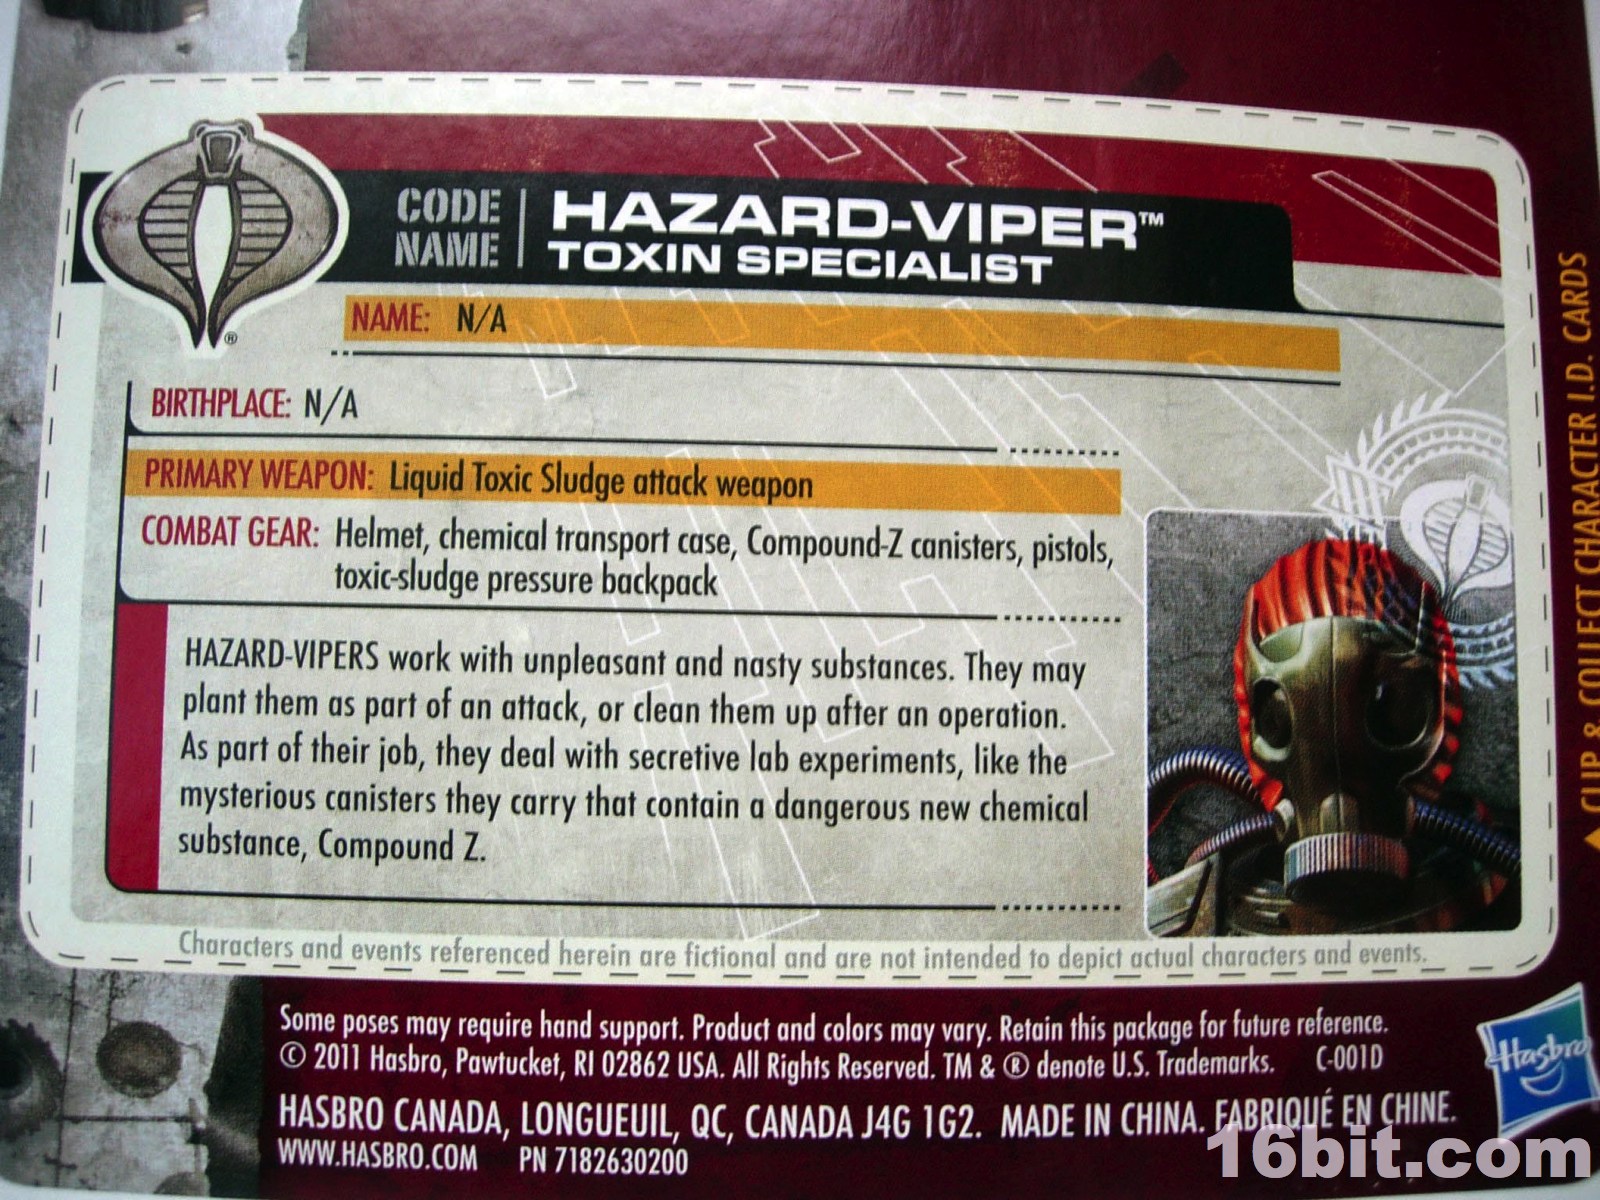 CODE NAME
HAZARD-VIPER™
TOXIN SPECIALIST
NAME: N/A
BIRTHPLACE: N/A
PRIMARY WEAPON: Liquid Toxic Sludge attack weapon
COMBAT GEAR: Helmet, chemical transport case, Compound-Z canisters, pistols,
toxic-sludge pressure backpack
HAZARD-VIPERS work with unpleasant and nasty substances. They may
plant them as part of an attack, or clean them up after an operation.
As part of their job, they deal with secretive lab experiments, like the
mysterious canisters they carry that contain a dangerous new chemical
substance, Compound Z.
Characters and events referenced herein are fictional and are not intended to depict actual characters and events.
CLIP & COLLECT CHARACTER I.D. CARDS
Some poses may require hand support. Product and colors may vary. Retain this package for future reference.
© 2011 Hasbro, Pawtucket, RI 02862 USA. All Rights Reserved. TM & ® denote U.S. Trademarks. C-001D
HASBRO CANADA, LONGUEUIL, QC, CANADA J4G 1G2. MADE IN CHINA. FABRIQUÉ EN CHINE.
WWW.HASBRO.COM PN 7182630200
Hasbro
16bit.com
®